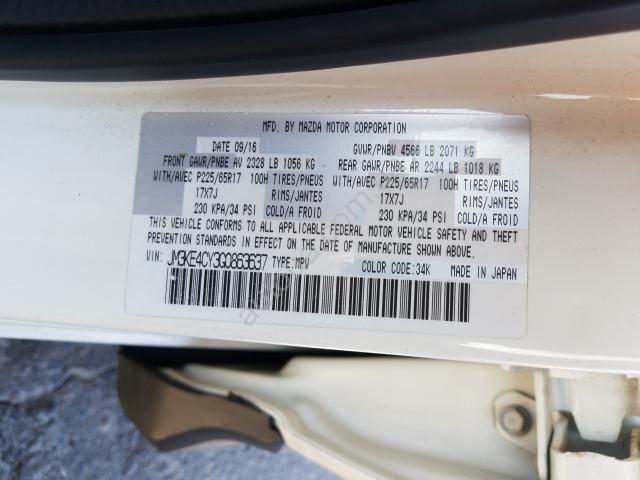 MFD. BY MAZDA MOTOR CORPORATION
DATE 09/16 GVWR/PNBV 4566 LB 2071 KG
FRONT GAWR/PNBE AV 2328 LB 1056 KG REAR GAWR/PNBE AR 2244 LB 1018 KG
WITH/AVEC P225/65R17 100H TIRES/PNEUS WITH/AVEC P225/65R17 100H TIRES/PNEUS
17X7J RIMS/JANTES 17X7J RIMS/JANTES
230 KPA/34 PSI COLD/A FROID 230 KPA/34 PSI COLD/A FROID
THIS VEHICLE CONFORMS TO ALL APPLICABLE FEDERAL MOTOR VEHICLE SAFETY AND THEFT
PREVENTION STANDARDS IN EFFECT ON THE DATE OF MANUFACTURE SHOWN ABOVE.
VIN: JM3KE4CY3G0863637 TYPE:MPV COLOR CODE:34K MADE IN JAPAN